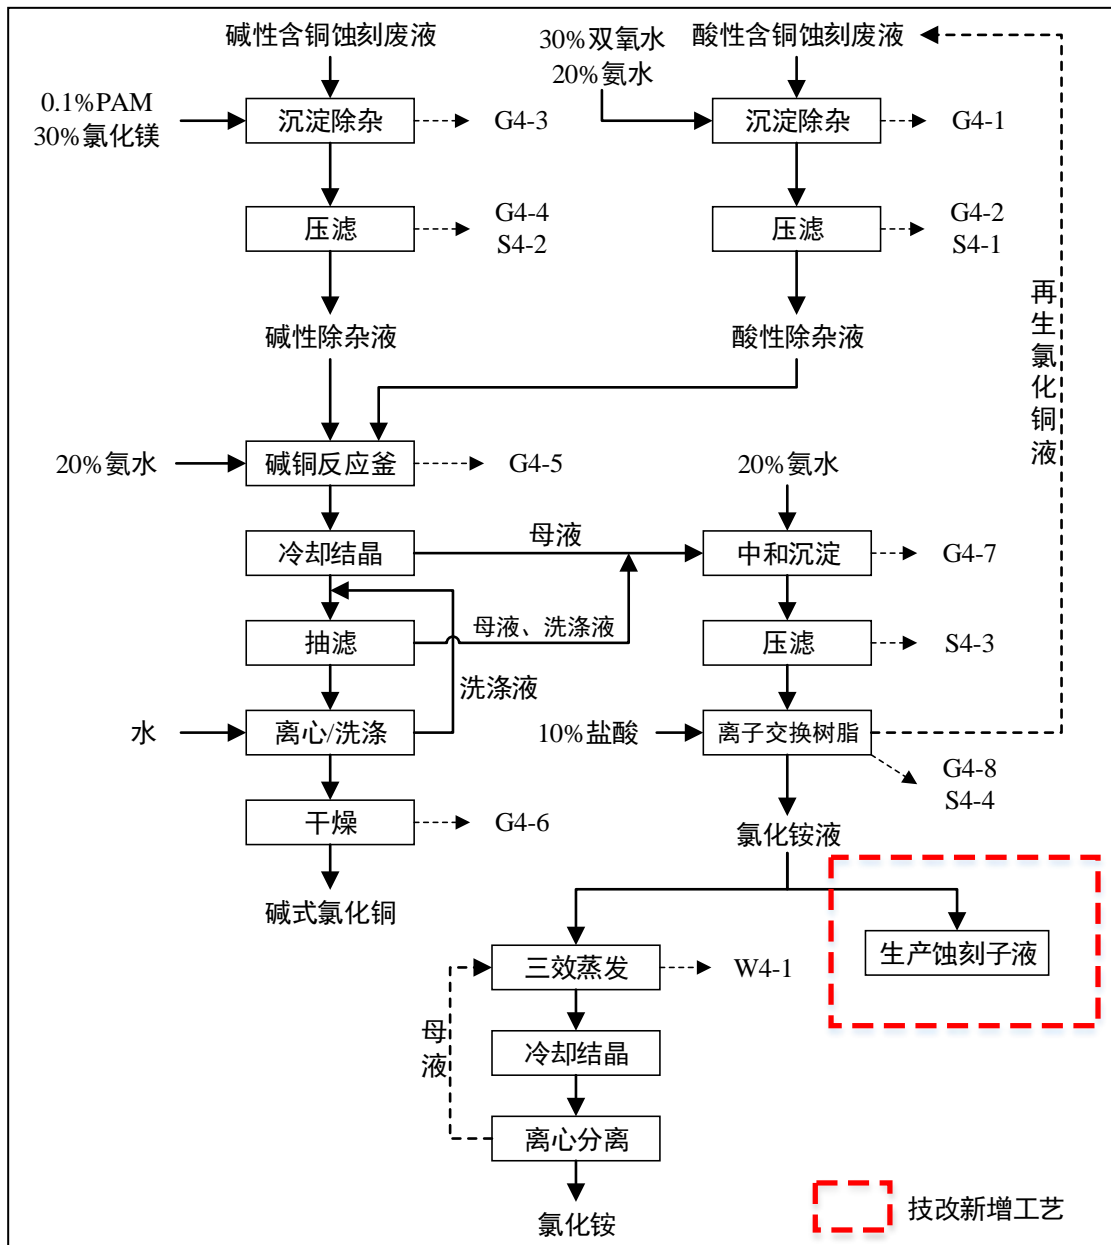 碱性含铜蚀刻废液
30%双氧水
20%氨水
酸性含铜蚀刻废液
0.1%PAM
30%氯化镁
沉淀除杂
G4-3
沉淀除杂
G4-1
压滤
G4-4
S4-2
压滤
G4-2
S4-1
再生氯化铜液
碱性除杂液
酸性除杂液
20%氨水
碱铜反应釜
G4-5
20%氨水
冷却结晶
母液
中和沉淀
G4-7
抽滤
母液、洗涤液
压滤
S4-3
洗涤液
水
离心/洗涤
10%盐酸
离子交换树脂
G4-8
S4-4
干燥
G4-6
氯化铵液
碱式氯化铜
生产蚀刻子液
三效蒸发
W4-1
母液
冷却结晶
离心分离
氯化铵
技改新增工艺